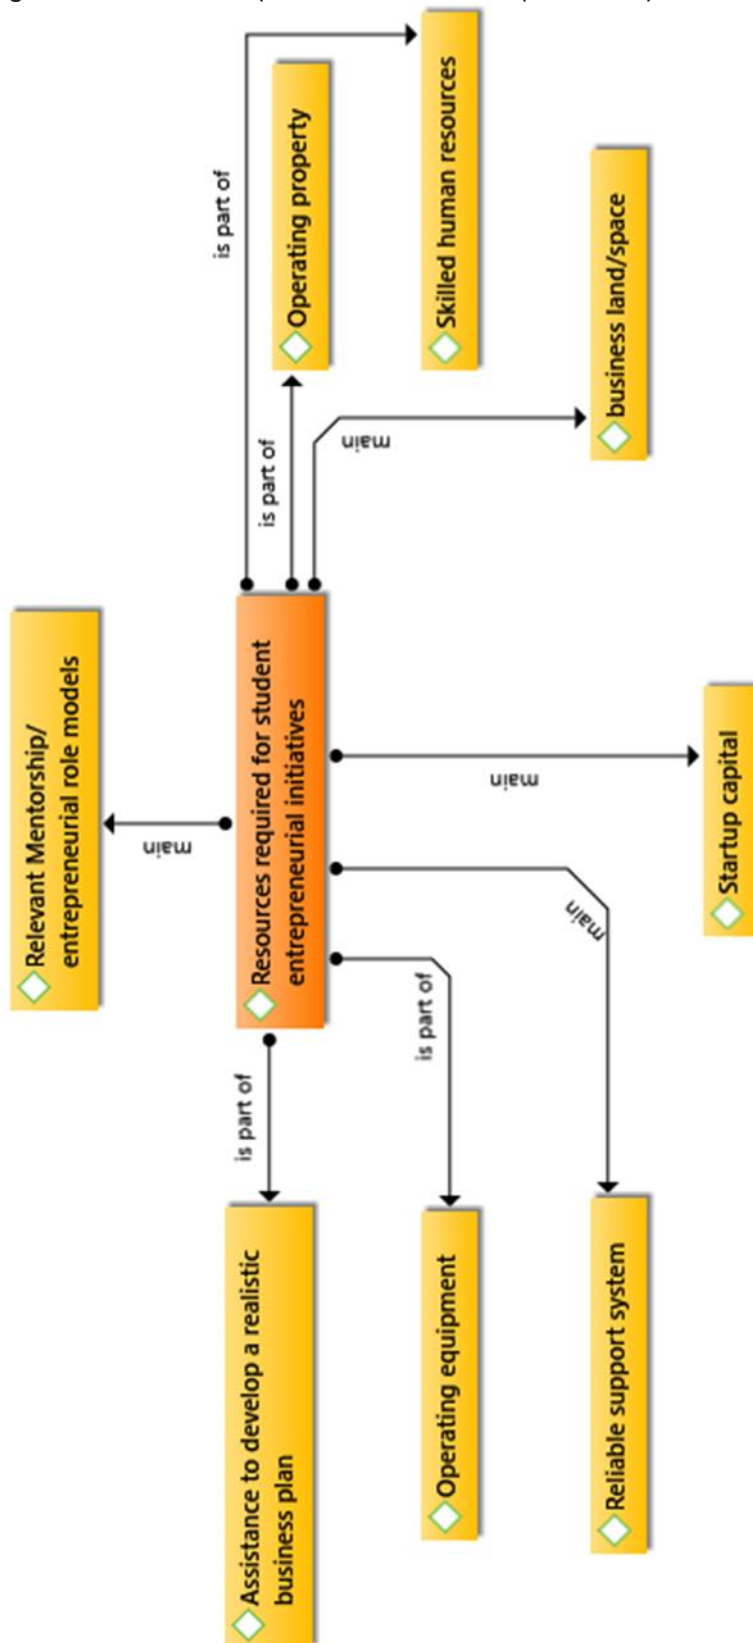 Relevant Mentorship/
entrepreneurial role models
main
is part of
Assistance to develop a realistic
business plan
Resources required for student
entrepreneurial initiatives
is part of
is part of
Operating property
is part of
Operating equipment
main
Skilled human resources
main
Reliable support system
main
business land/space
Startup capital